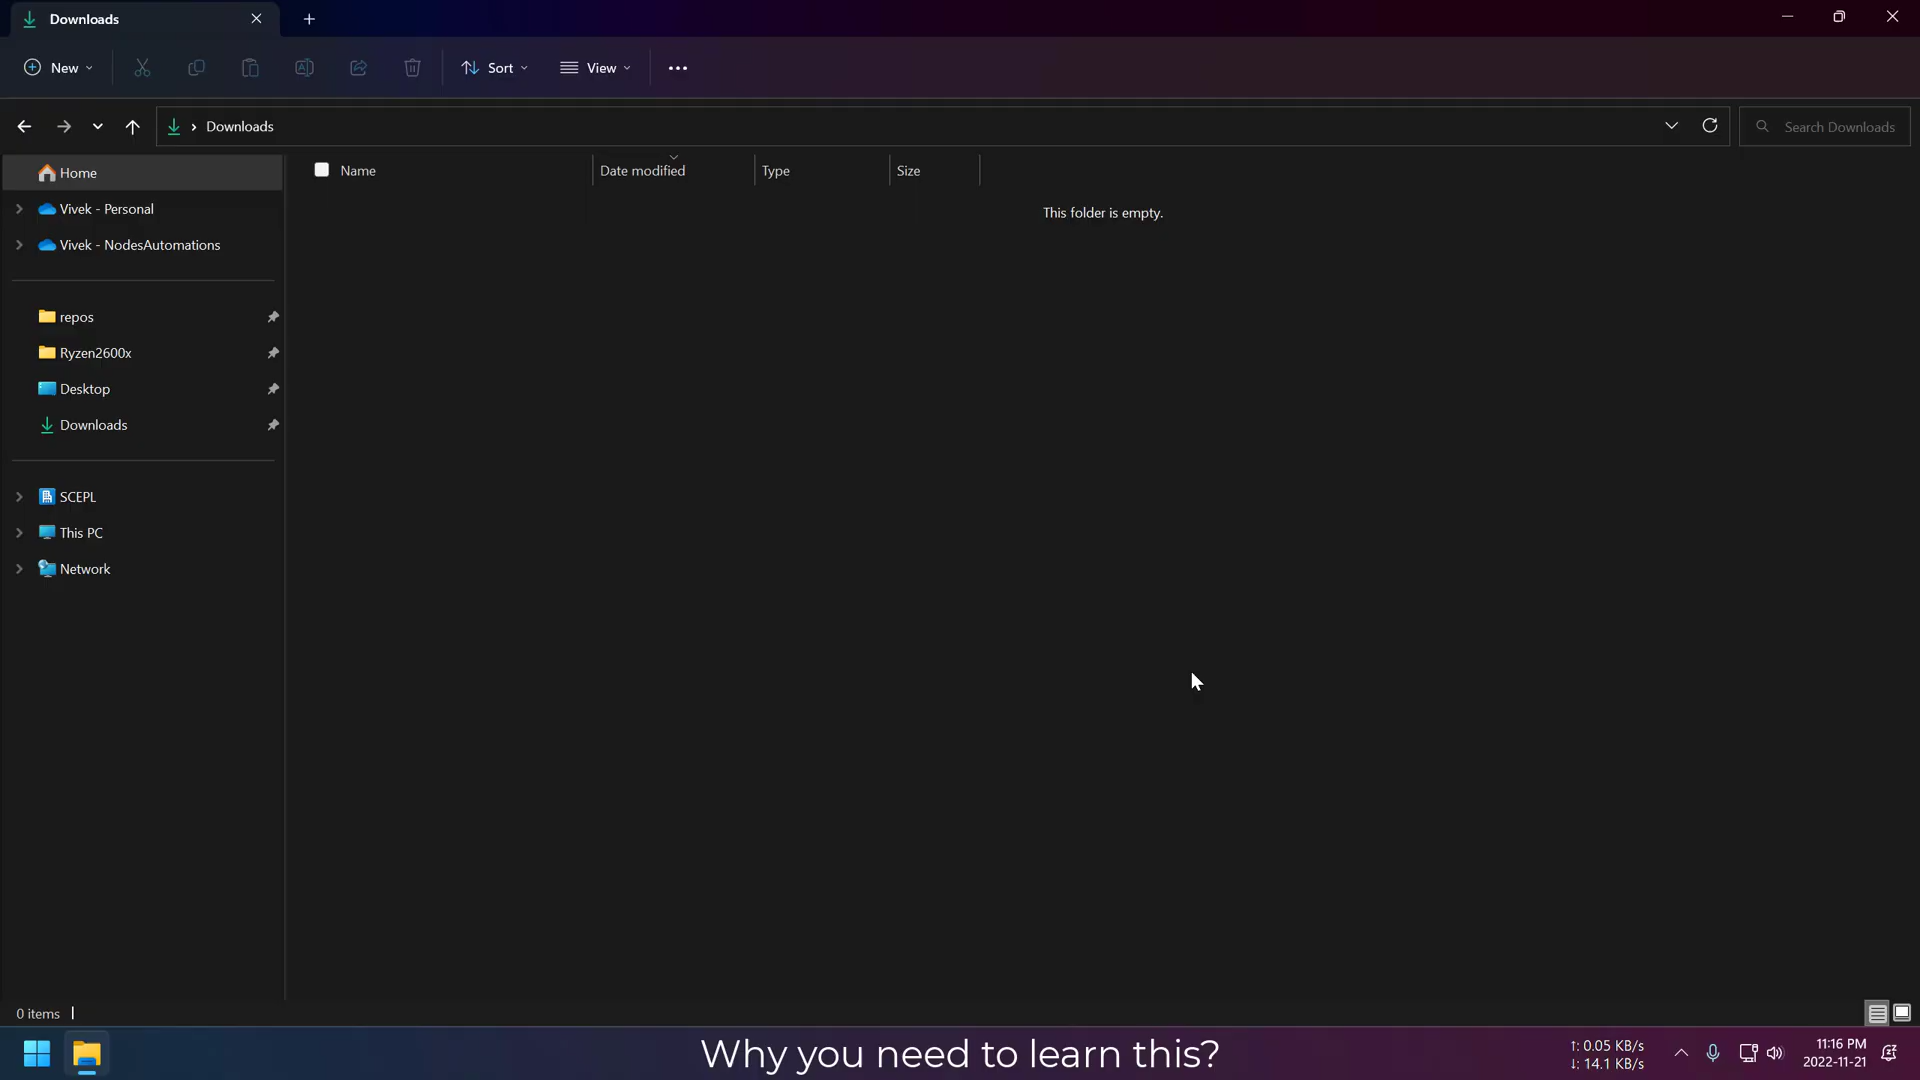 Downloads
New
Sort
View
Downloads
Search Downloads
Home
Vivek - Personal
Vivek - NodesAutomations
repos
Ryzen2600x
Desktop
Downloads
SCEPL
This PC
Network
Name
Date modified
Type
Size
This folder is empty.
0 items
Why you need to learn this?
↑: 0.05 KB/s
↓: 14.1 KB/s
11:16 PM
2022-11-21